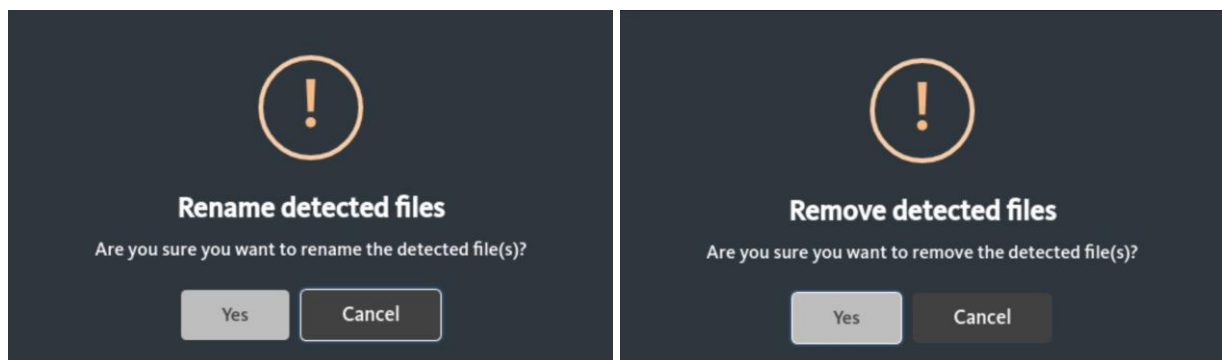 !
Rename detected files
Are you sure you want to rename the detected file(s)?
Yes
Cancel
!
Remove detected files
Are you sure you want to remove the detected file(s)?
Yes
Cancel